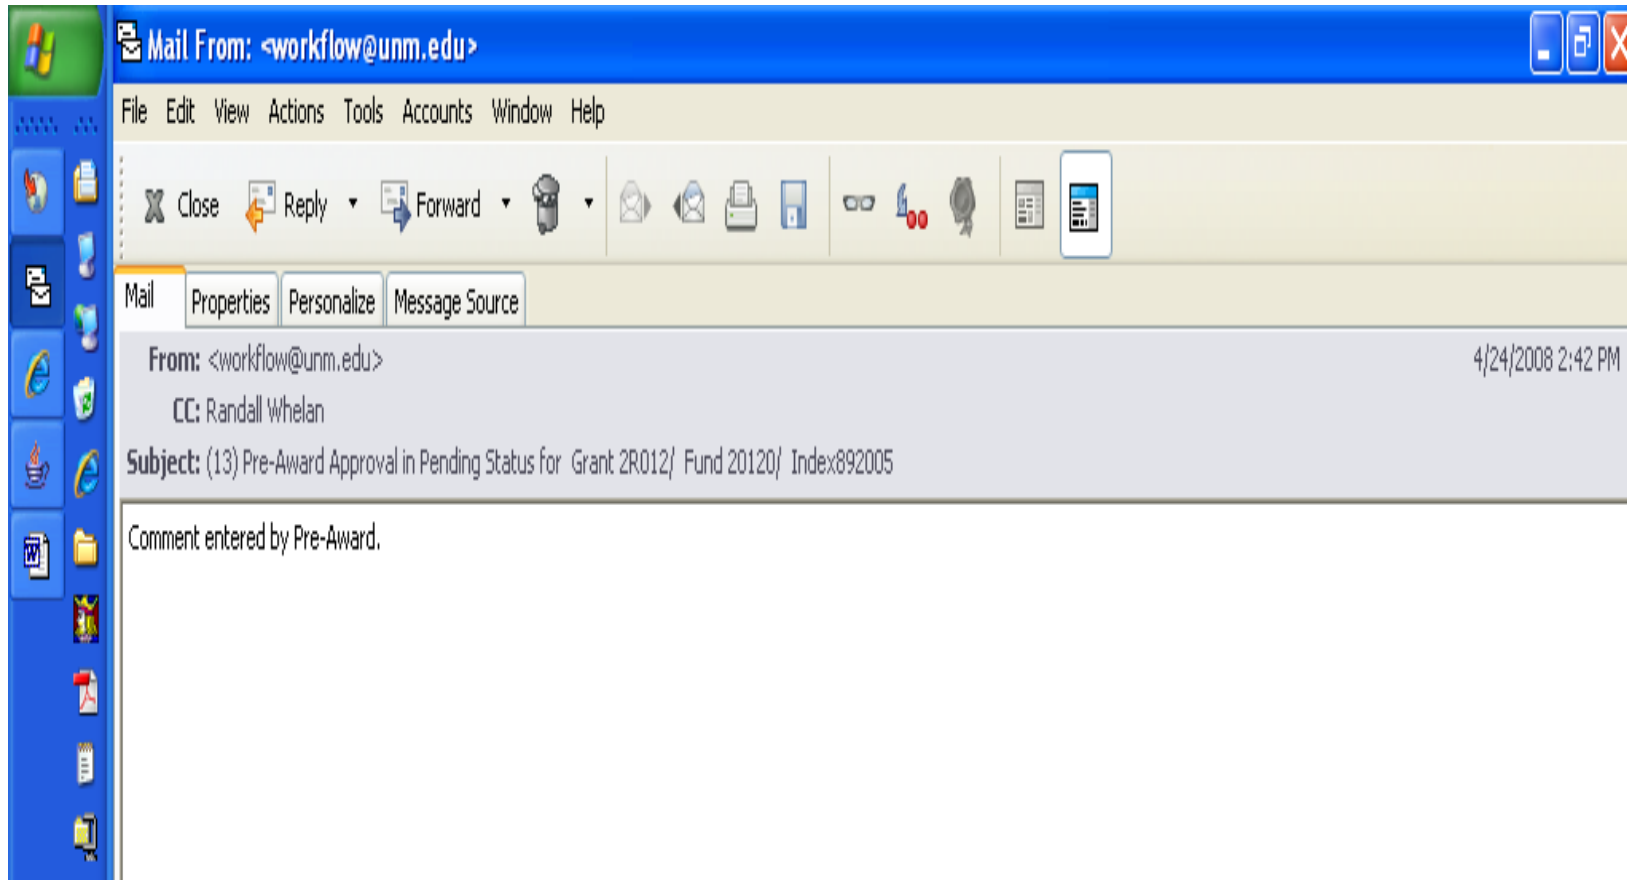 Mail From: <workflow@unm.edu>
File Edit View Actions Tools Accounts Window Help
Close Reply Forward
Mail Properties Personalize Message Source
From: <workflow@unm.edu> 4/24/2008 2:42 PM
CC: Randall Whelan
Subject: (13) Pre-Award Approval in Pending Status for Grant 2R012/ Fund 20120/ Index892005
Comment entered by Pre-Award.